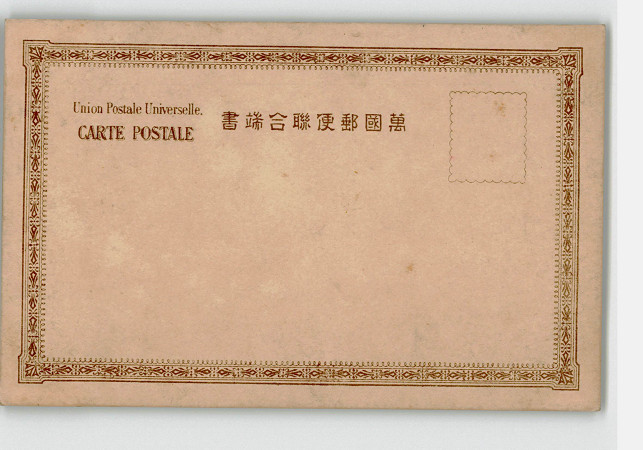 Union Postale Universelle.
CARTE POSTALE
萬國郵便聯合端書